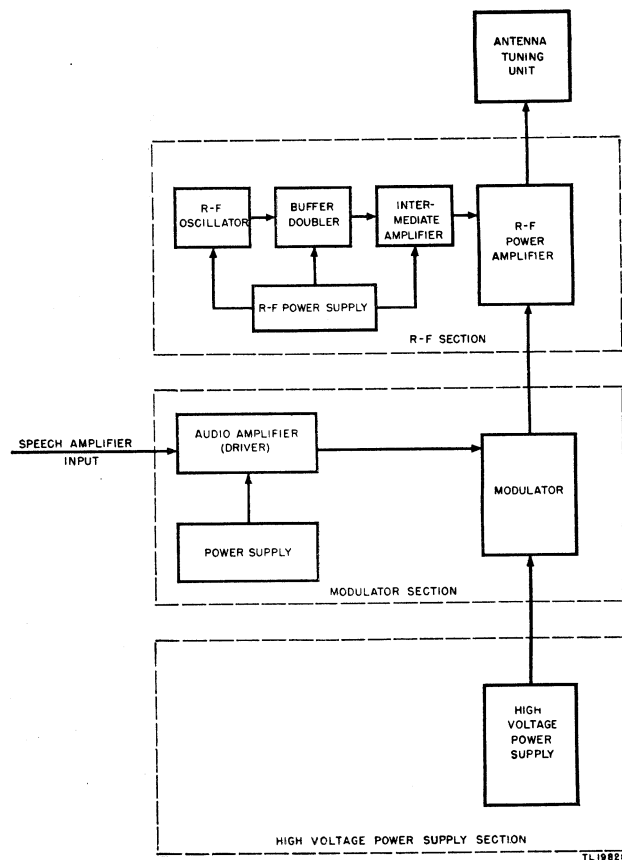 ANTENNA
TUNING
UNIT
R-F
OSCILLATOR
BUFFER
DOUBLER
INTER-
MEDIATE
AMPLIFIER
R-F
POWER
AMPLIFIER
R-F POWER SUPPLY
R-F SECTION
SPEECH AMPLIFIER
INPUT
AUDIO AMPLIFIER
(DRIVER)
MODULATOR
POWER SUPPLY
MODULATOR SECTION
HIGH
VOLTAGE
POWER
SUPPLY
HIGH VOLTAGE POWER SUPPLY SECTION